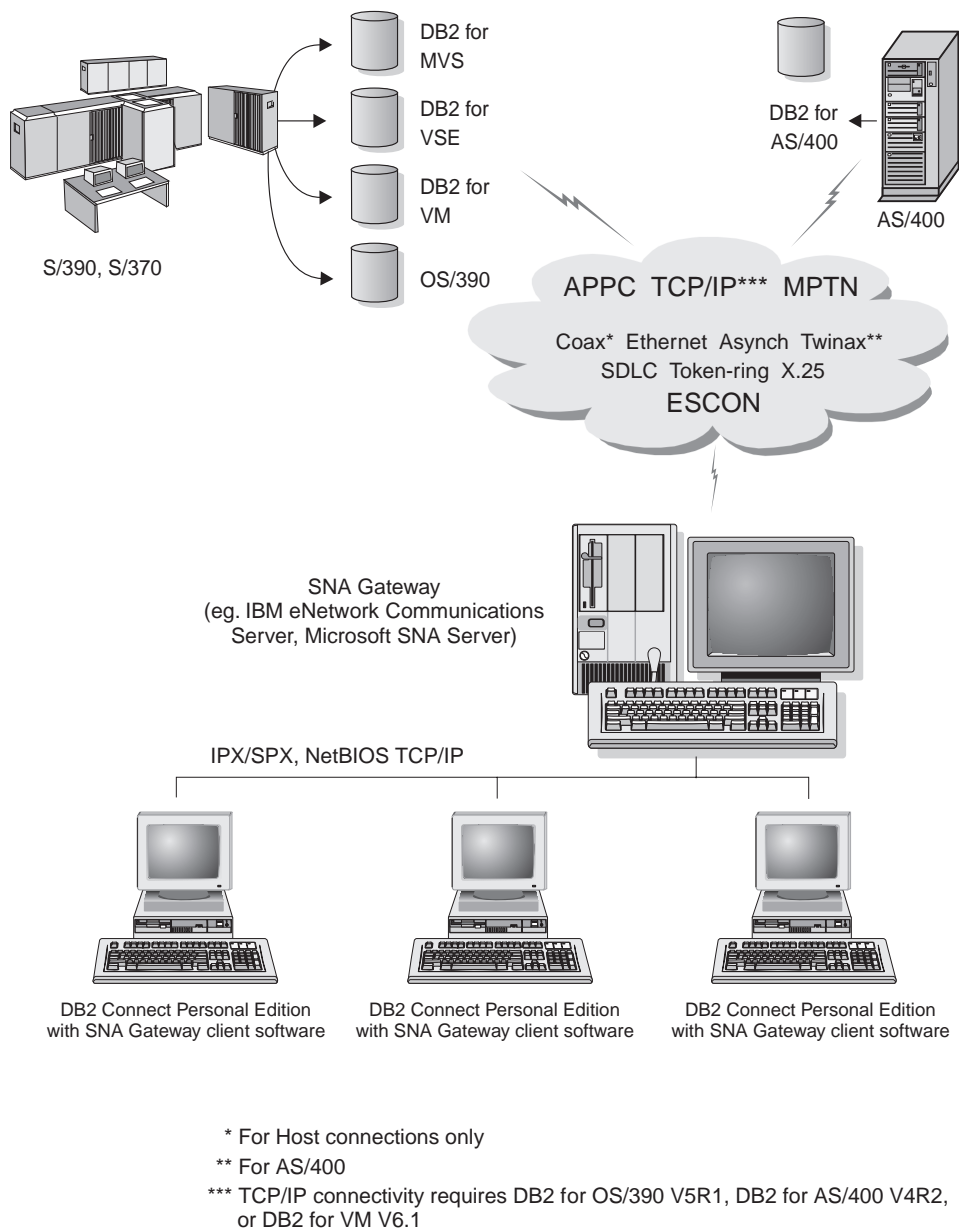 DB2 for
MVS
DB2 for
VSE
DB2 for
VM
OS/390
S/390, S/370
DB2 for
AS/400
AS/400
APPC TCP/IP*** MPTN
Coax* Ethernet Asynch Twinax**
SDLC Token-ring X.25
ESCON
SNA Gateway
(eg. IBM eNetwork Communications
Server, Microsoft SNA Server)
IPX/SPX, NetBIOS TCP/IP
DB2 Connect Personal Edition
with SNA Gateway client software
DB2 Connect Personal Edition
with SNA Gateway client software
DB2 Connect Personal Edition
with SNA Gateway client software
* For Host connections only
** For AS/400
*** TCP/IP connectivity requires DB2 for OS/390 V5R1, DB2 for AS/400 V4R2,
or DB2 for VM V6.1